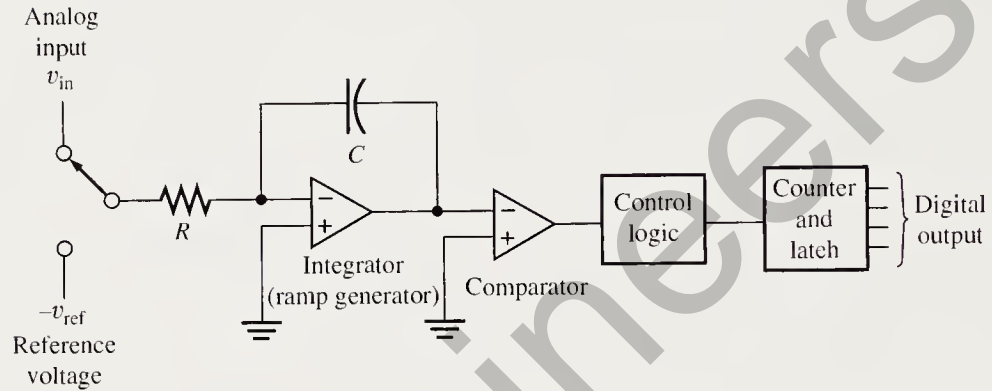 Analog
input
v_in
R
C
−
+
Integrator
(ramp generator)
−
+
Comparator
Control
logic
Counter
and
lateh
Digital
output
−v_ref
Reference
voltage